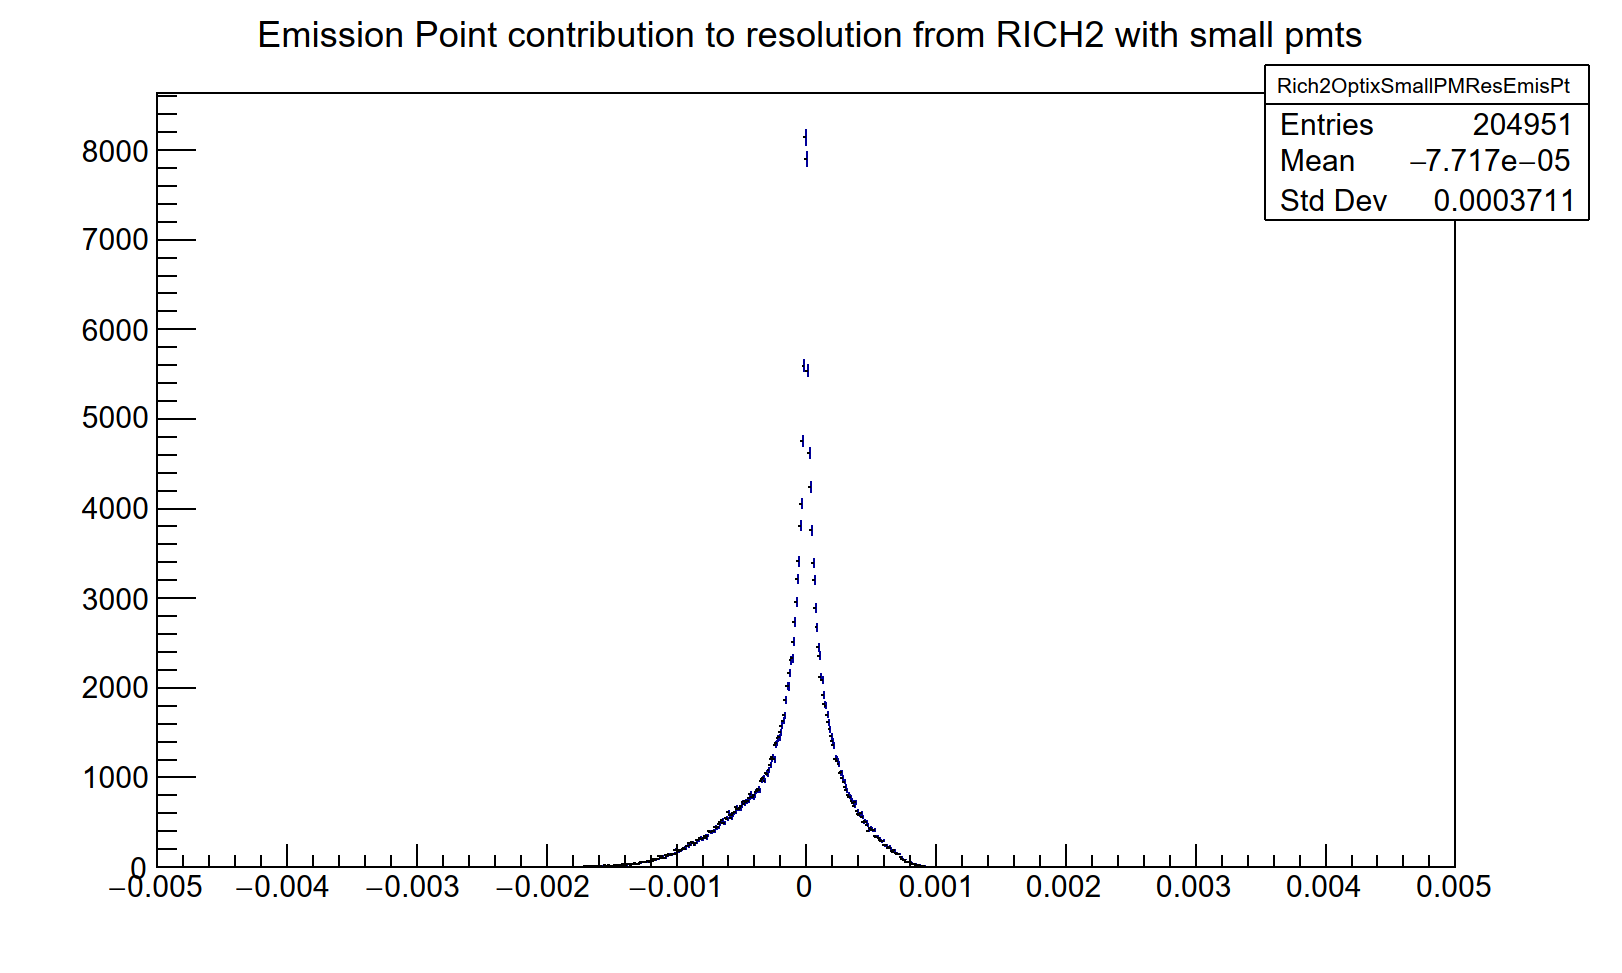 Emission Point contribution to resolution from RICH2 with small pmts
Rich2OptixSmallPMResEmisPt
Entries 204951
Mean −7.717e−05
Std Dev 0.0003711
8000
7000
6000
5000
4000
3000
2000
1000
0
−0.005 −0.004 −0.003 −0.002 −0.001 0 0.001 0.002 0.003 0.004 0.005